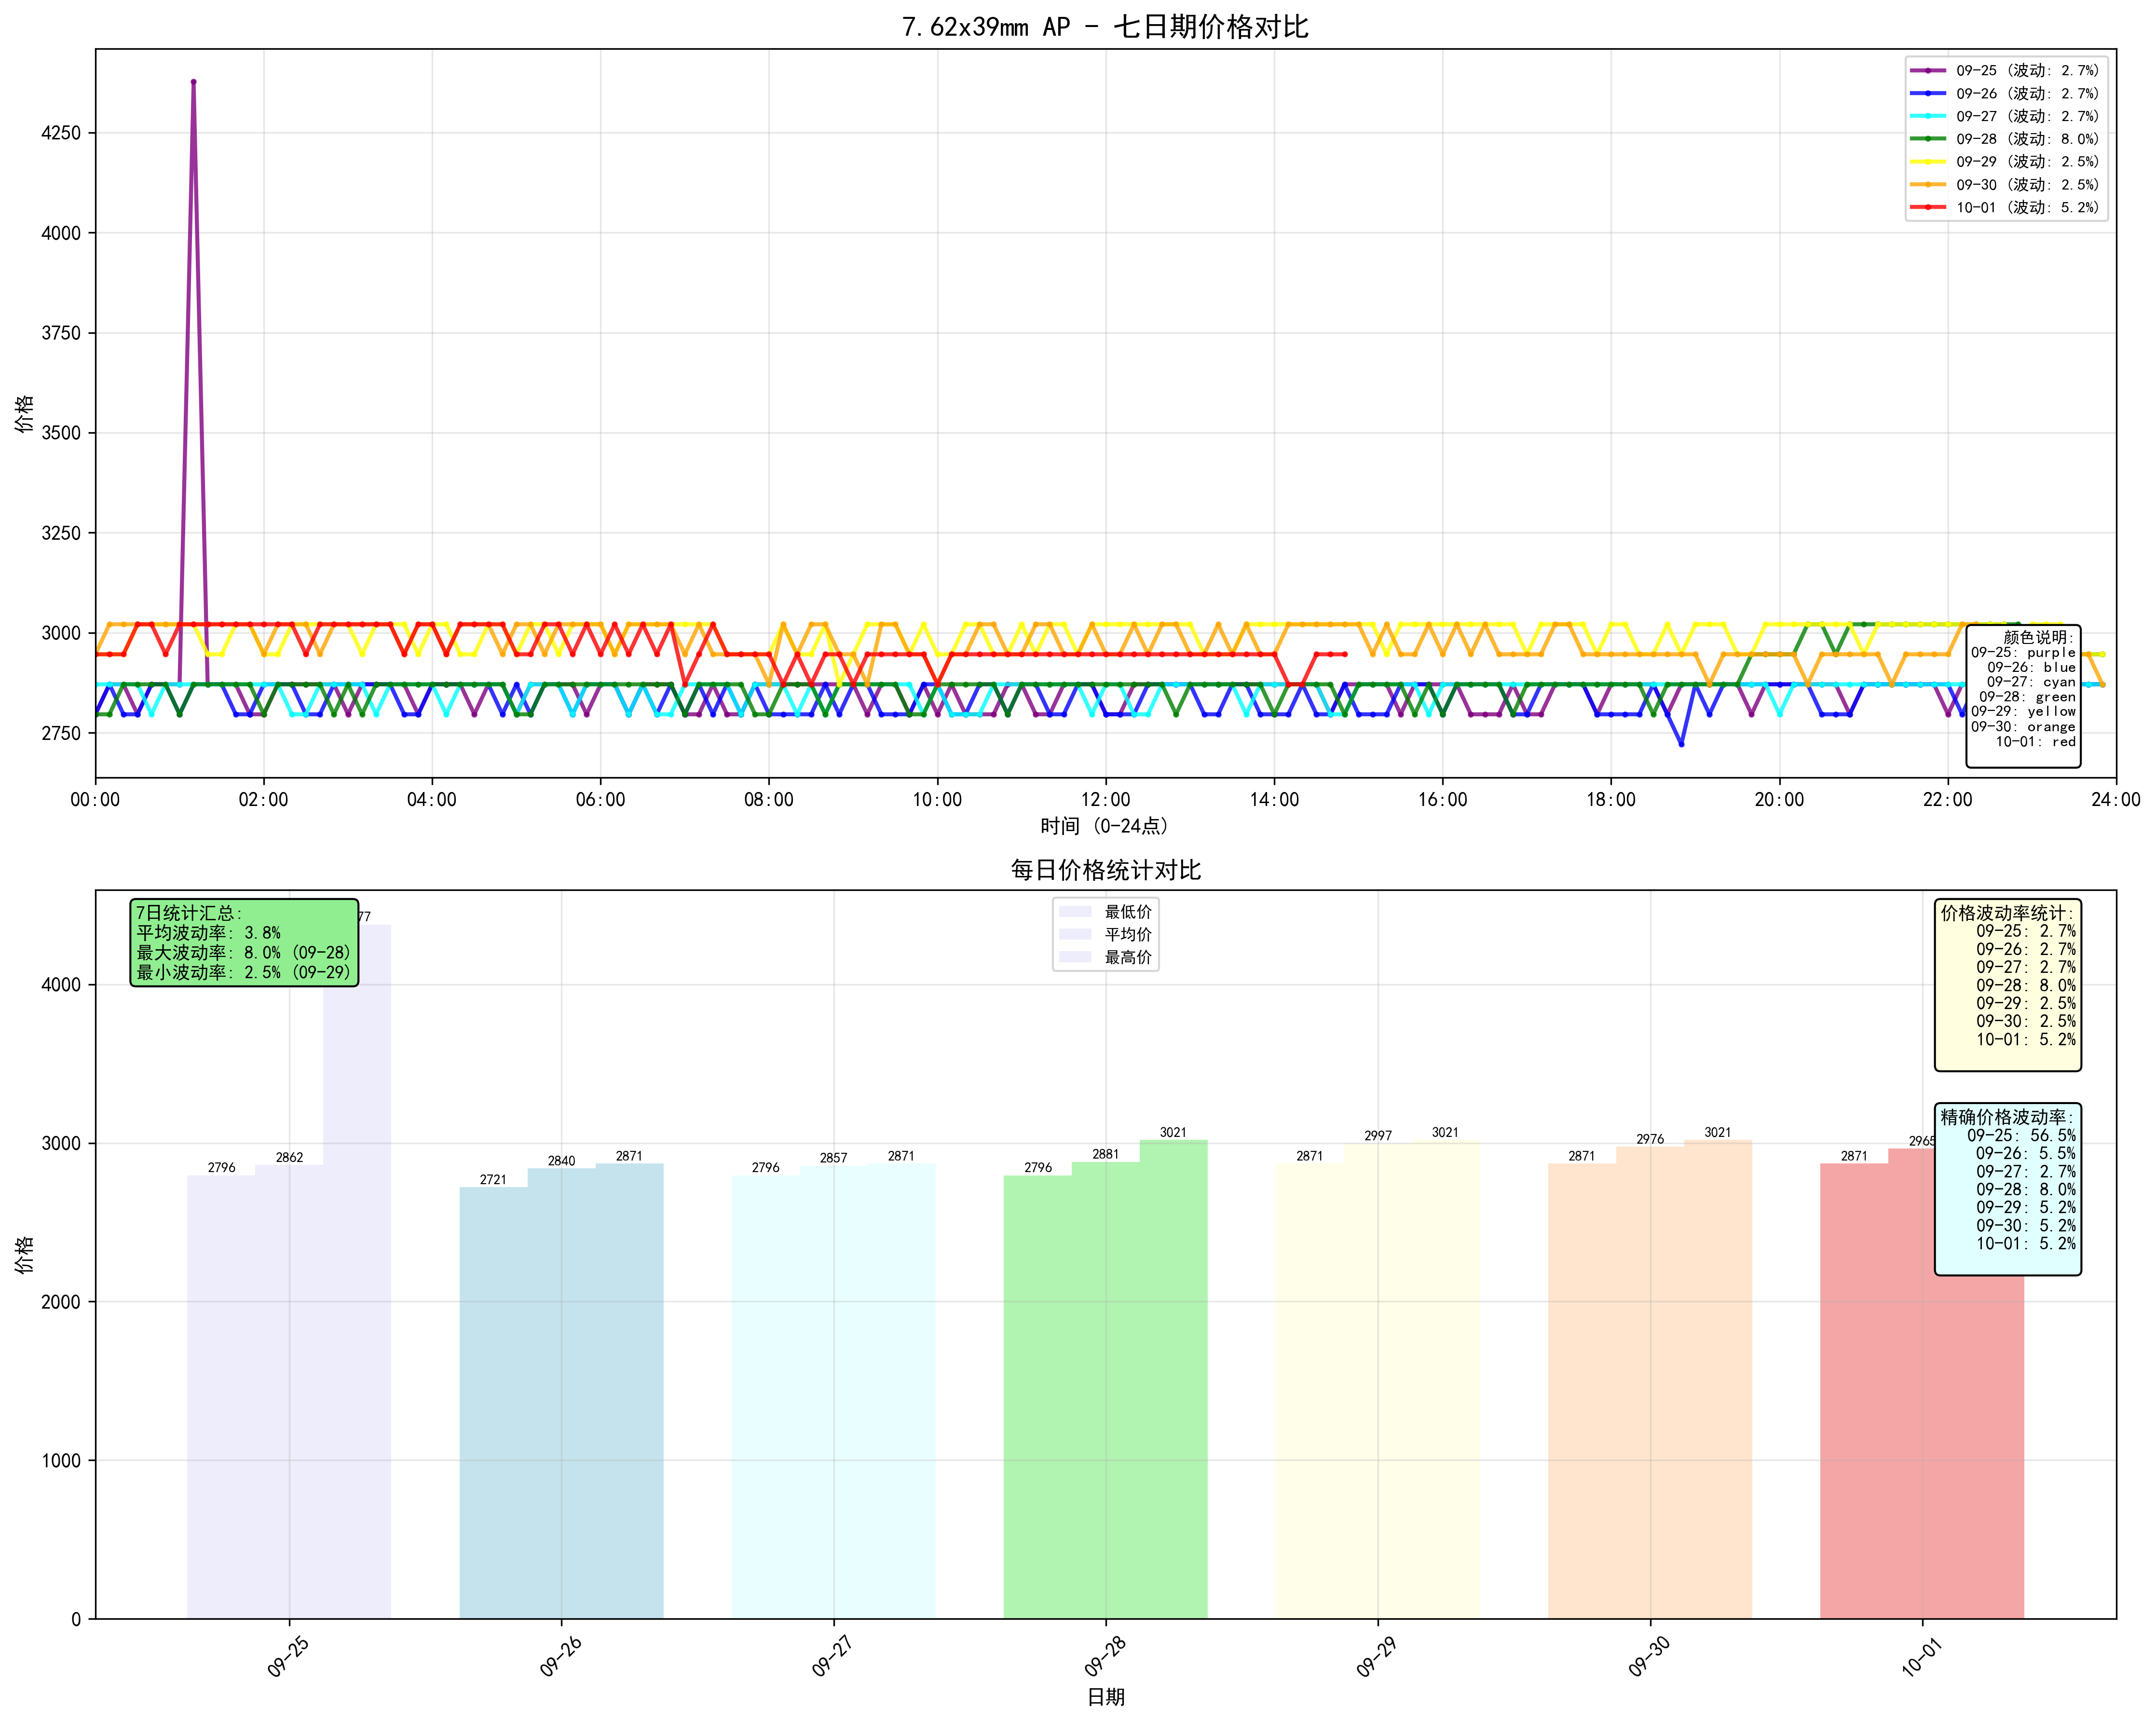 7.62x39mm AP - 七日期价格对比
价格
4250
4000
3750
3500
3250
3000
2750
09-25 (波动: 2.7%)
09-26 (波动: 2.7%)
09-27 (波动: 2.7%)
09-28 (波动: 8.0%)
09-29 (波动: 2.5%)
09-30 (波动: 2.5%)
10-01 (波动: 5.2%)
颜色说明:
09-25: purple
09-26: blue
09-27: cyan
09-28: green
09-29: yellow
09-30: orange
10-01: red
00:00 02:00 04:00 06:00 08:00 10:00 12:00 14:00 16:00 18:00 20:00 22:00 24:00
时间 (0-24点)
每日价格统计对比
价格
4000
3000
2000
1000
0
7日统计汇总:
平均波动率: 3.8%
最大波动率: 8.0% (09-28)
最小波动率: 2.5% (09-29)
最低价
平均价
最高价
价格波动率统计:
09-25: 2.7%
09-26: 2.7%
09-27: 2.7%
09-28: 8.0%
09-29: 2.5%
09-30: 2.5%
10-01: 5.2%
精确价格波动率:
09-25: 56.5%
09-26: 5.5%
09-27: 2.7%
09-28: 8.0%
09-29: 5.2%
09-30: 5.2%
10-01: 5.2%
2796 2862 77
2721 2840 2871
2796 2857 2871
2796 2881 3021
2871 2997 3021
2871 2976 3021
2871 2965
09-25 09-26 09-27 09-28 09-29 09-30 10-01
日期